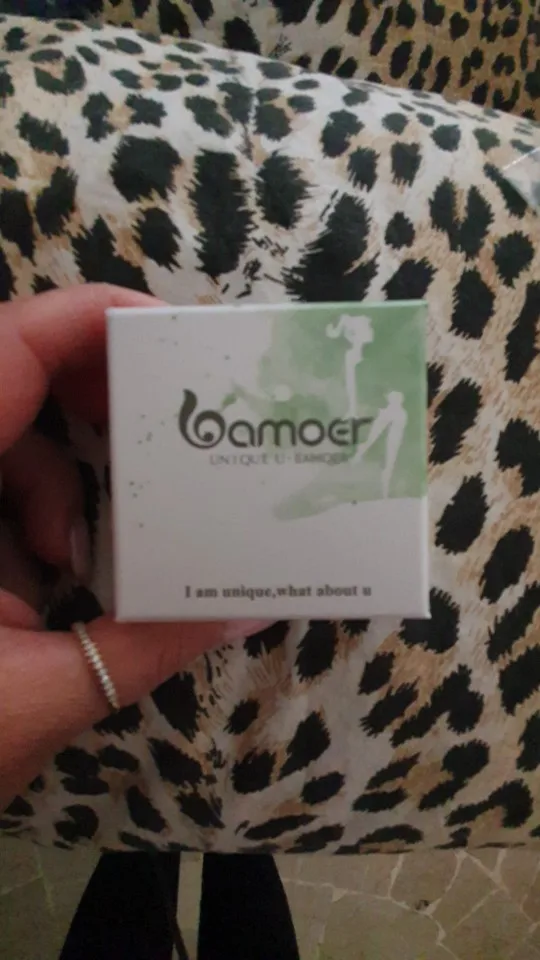 bamoer
UNIQUE U · BAMOER
I am unique,what about u